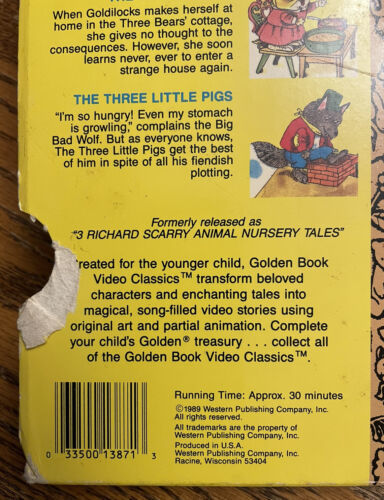 When Goldilocks makes herself at
home in the Three Bears' cottage,
she gives no thought to the
consequences. However, she soon
learns never, ever to enter a
strange house again.
THE THREE LITTLE PIGS
"I'm so hungry! Even my stomach
is growling," complains the Big
Bad Wolf. But as everyone knows,
The Three Little Pigs get the best
of him in spite of all his fiendish
plotting.
Formerly released as
"3 RICHARD SCARRY ANIMAL NURSERY TALES"
reated for the younger child, Golden Book
Video Classics™ transform beloved
characters and enchanting tales into
magical, song-filled video stories using
original art and partial animation. Complete
your child's Golden® treasury . . . collect all
of the Golden Book Video Classics™.
Running Time: Approx. 30 minutes
©1989 Western Publishing Company, Inc.
All rights reserved.
All trademarks are the property of
Western Publishing Company, Inc.
Produced in U.S.A.
Western Publishing Company, Inc.
Racine, Wisconsin 53404
0 33500 13871 3